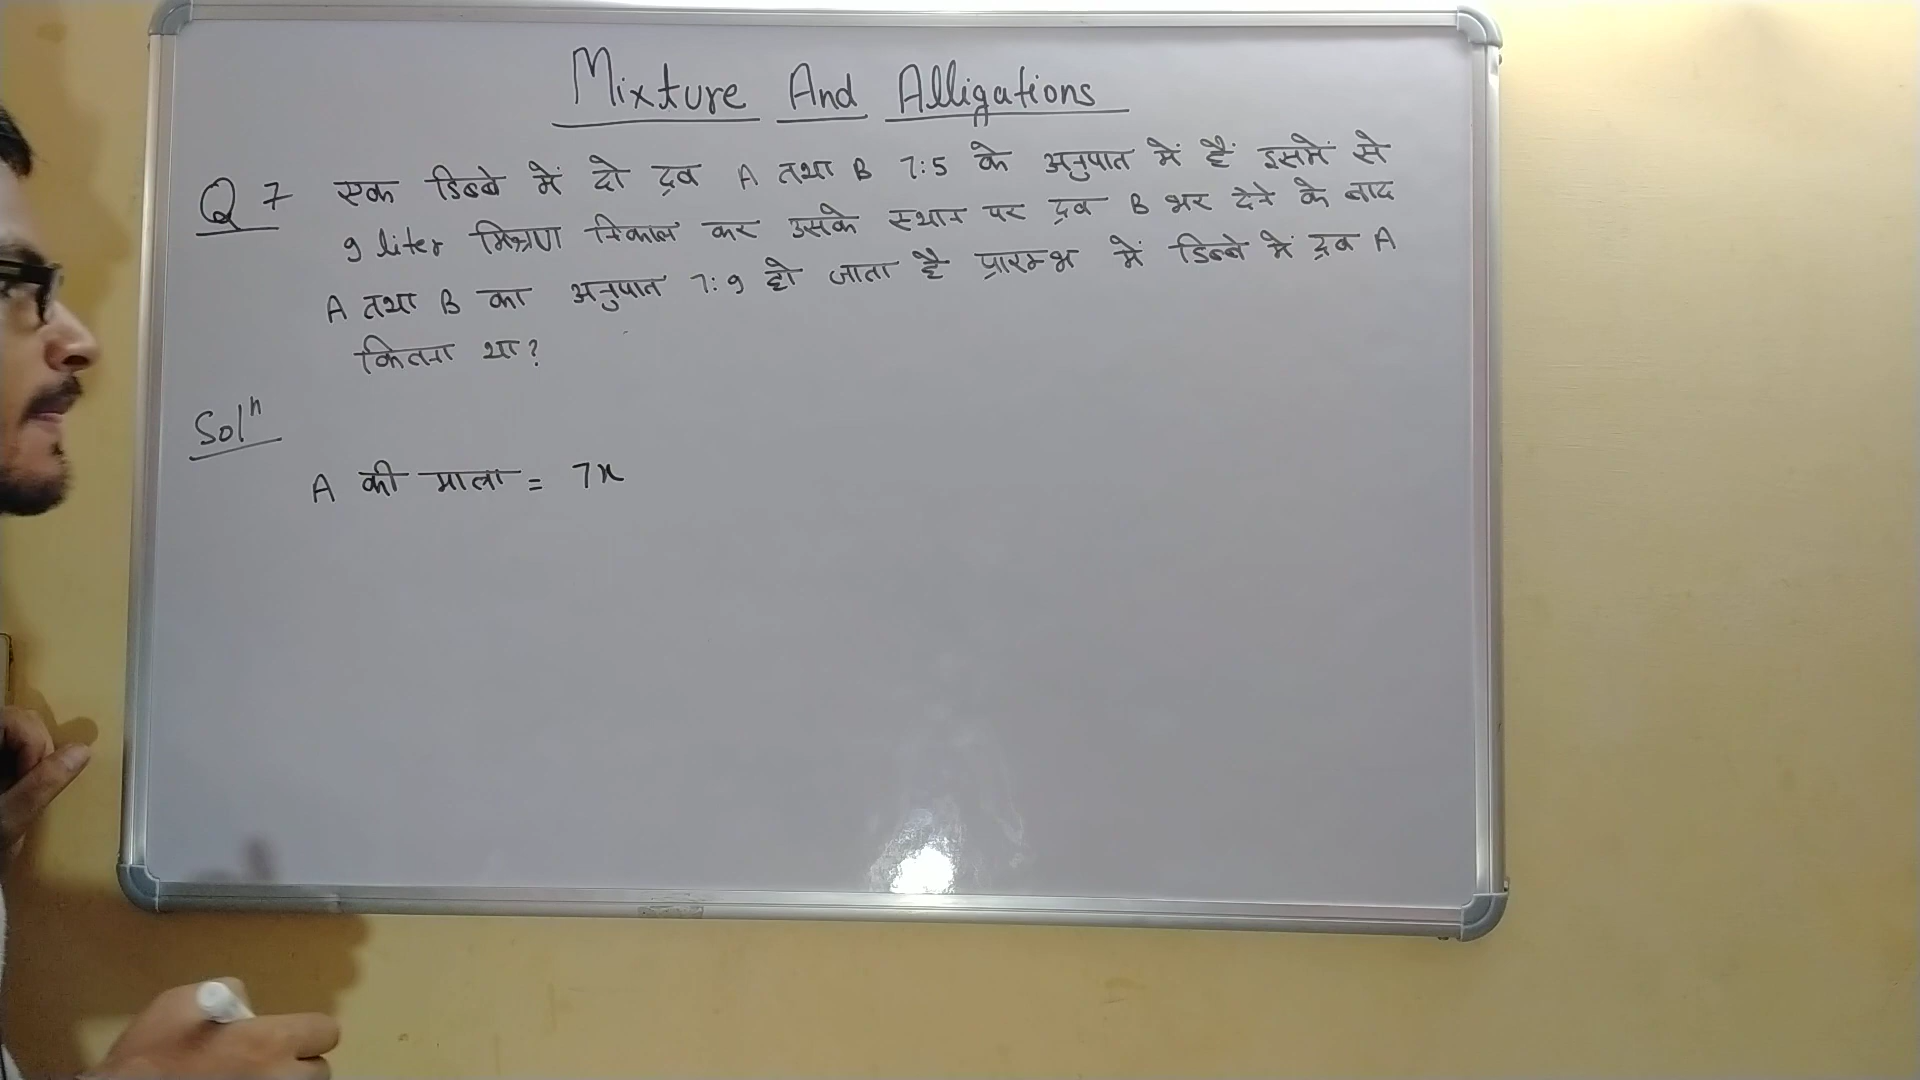 Mixture And Alligations
Q 7 एक डिब्बे में दो द्रव A तथा B 7:5 के अनुपात में हैं इसमें से
9 liter मिश्रण निकाल कर उसके स्थान पर द्रव B भर देने के बाद
A तथा B का अनुपात 7:9 हो जाता है प्रारम्भ में डिब्बे में द्रव A
कितना था?
Solⁿ
A की मात्रा = 7x